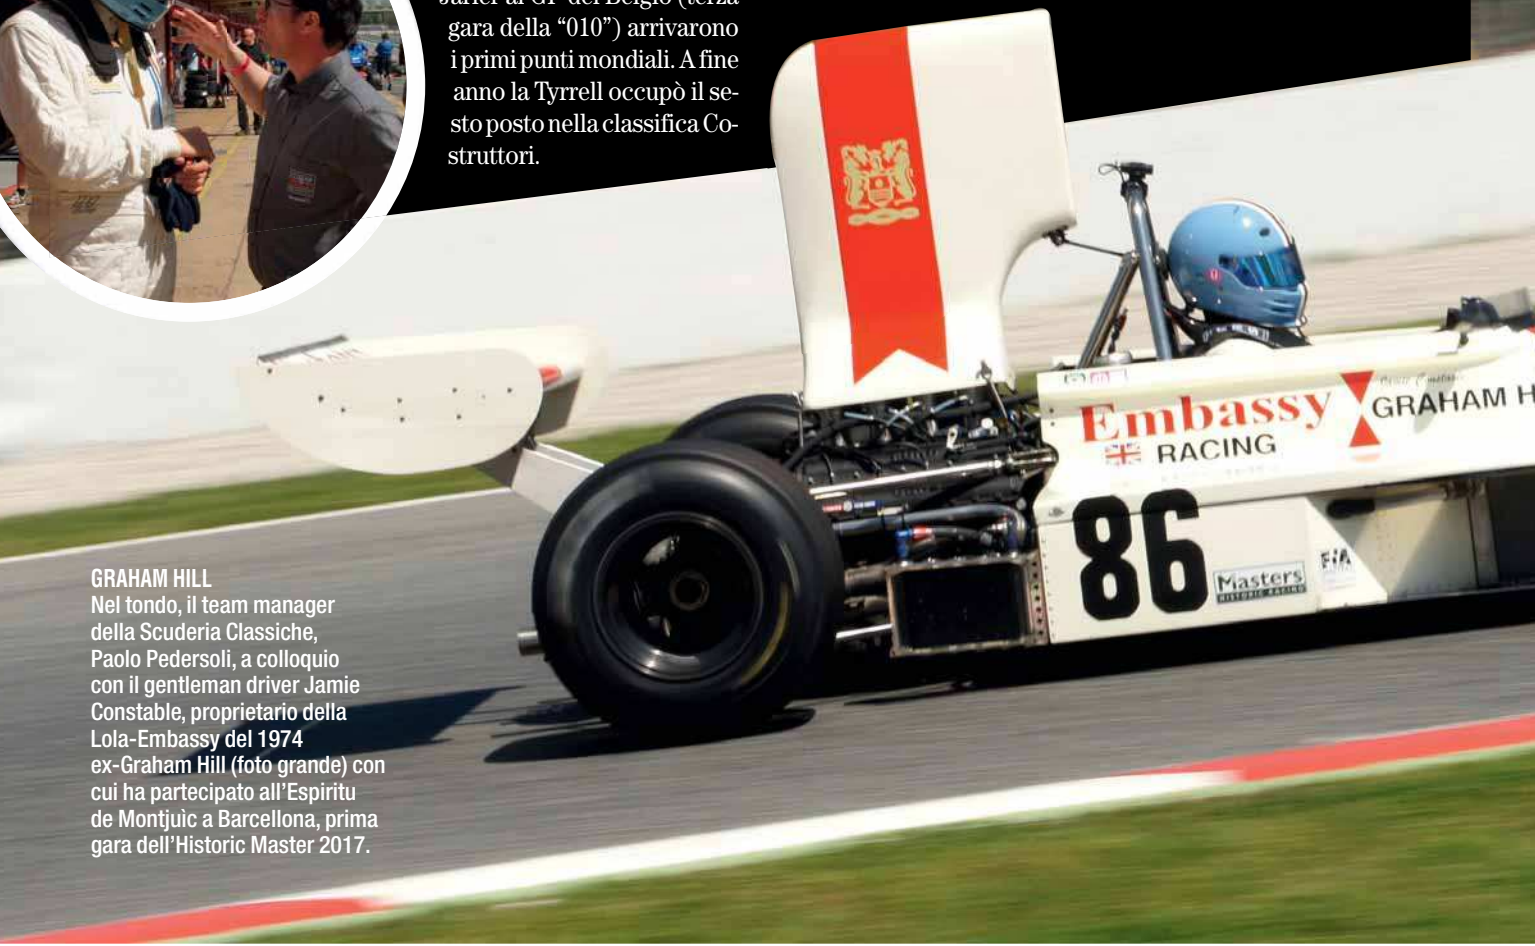 gara della “010”) arrivarono
i primi punti mondiali. A fine
anno la Tyrrell occupò il se-
sto posto nella classifica Co-
struttori.
Embassy
GRAHAM H
RACING
86
Masters
HISTORIC RACING
FIA
GRAHAM HILL
Nel tondo, il team manager
della Scuderia Classiche,
Paolo Pedersoli, a colloquio
con il gentleman driver Jamie
Constable, proprietario della
Lola-Embassy del 1974
ex-Graham Hill (foto grande) con
cui ha partecipato all’Espiritu
de Montjuìc a Barcellona, prima
gara dell’Historic Master 2017.